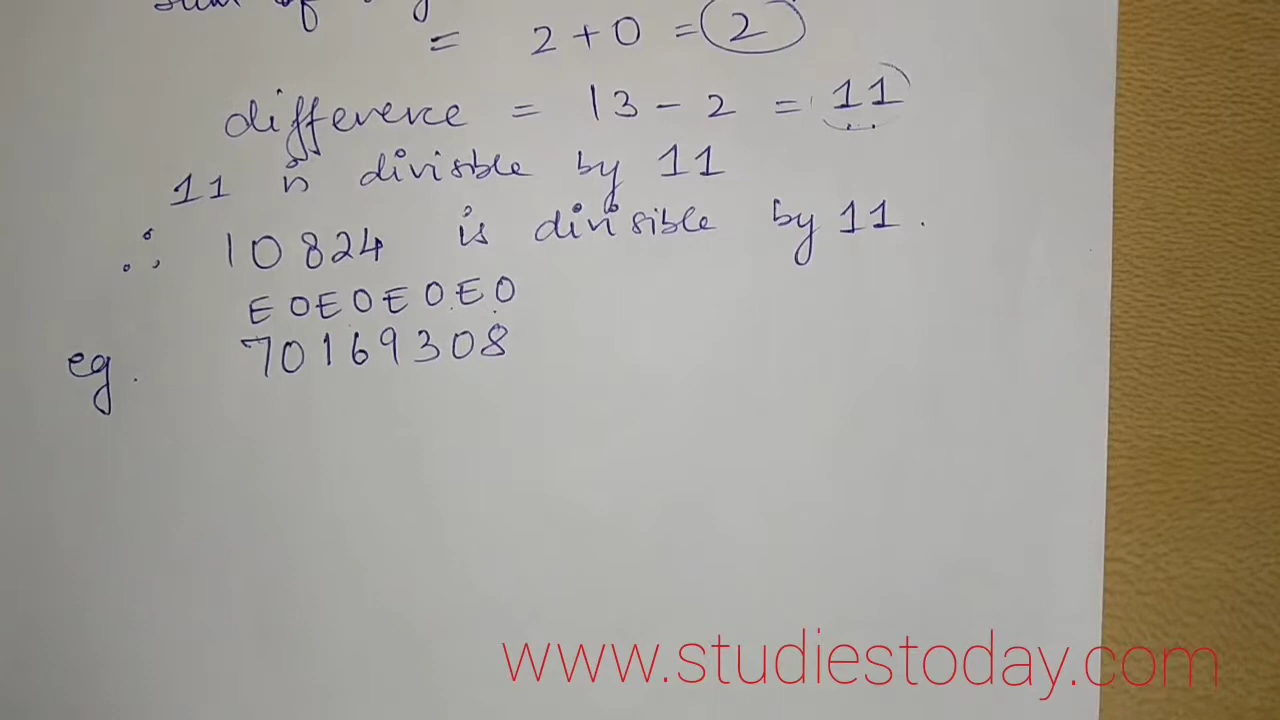 of
= 2 + 0 = 2
difference = 13 - 2 = 11
11 is divisible by 11
∴ 10824 is divisible by 11.
E O E O E O E O
eg. 70169308
www.studiestoday.com